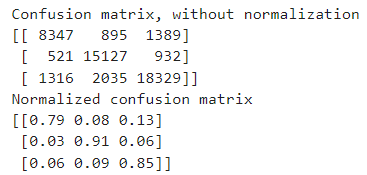 Confusion matrix, without normalization
[[ 8347   895  1389]
 [  521 15127   932]
 [ 1316  2035 18329]]
Normalized confusion matrix
[[0.79 0.08 0.13]
 [0.03 0.91 0.06]
 [0.06 0.09 0.85]]